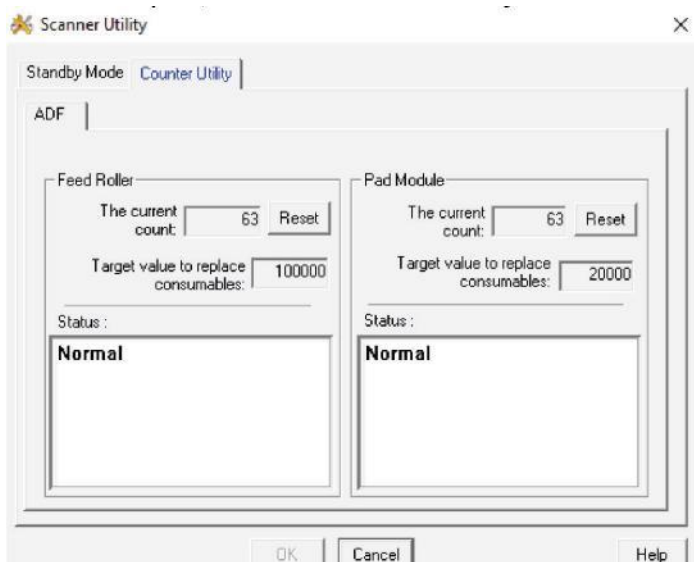 Scanner Utility
Standby Mode Counter Utility
ADF
Feed Roller
The current
count: 63 Reset
Target value to replace
consumables: 100000
Status :
Normal
Pad Module
The current
count: 63 Reset
Target value to replace
consumables: 20000
Status :
Normal
OK Cancel Help